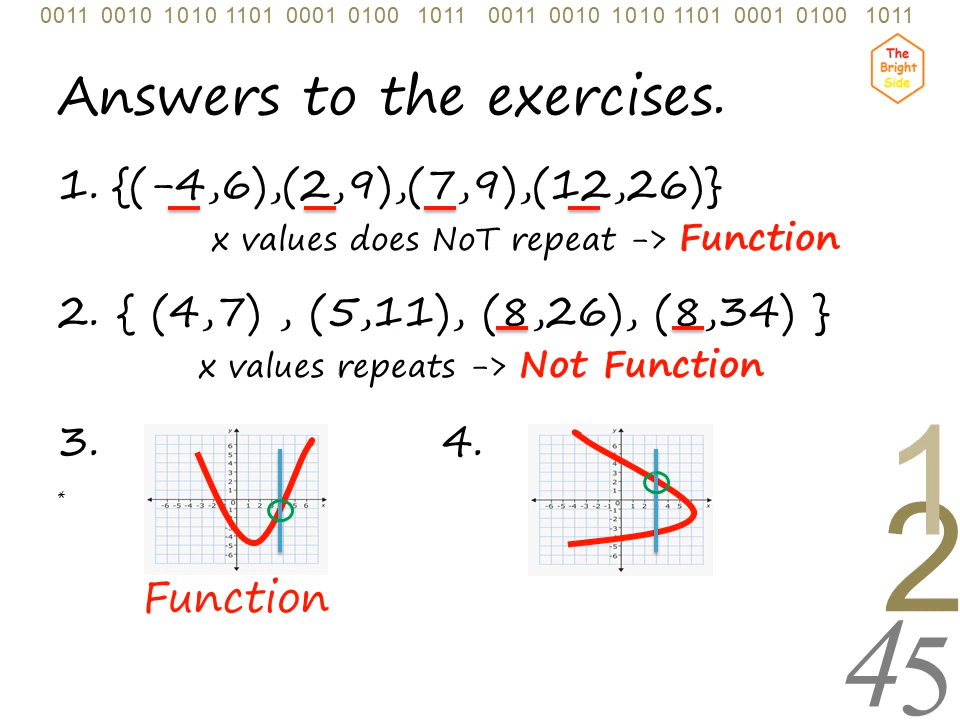 0011 0010 1010 1101 0001 0100 1011 0011 0010 1010 1101 0001 0100 1011
The
Bright
Side
Answers to the exercises.
1. {(-4,6),(2,9),(7,9),(12,26)}
x values does NoT repeat -> Function
2. { (4,7) , (5,11), (8,26), (8,34) }
x values repeats -> Not Function
3.
4.
*
Function
1
2
45